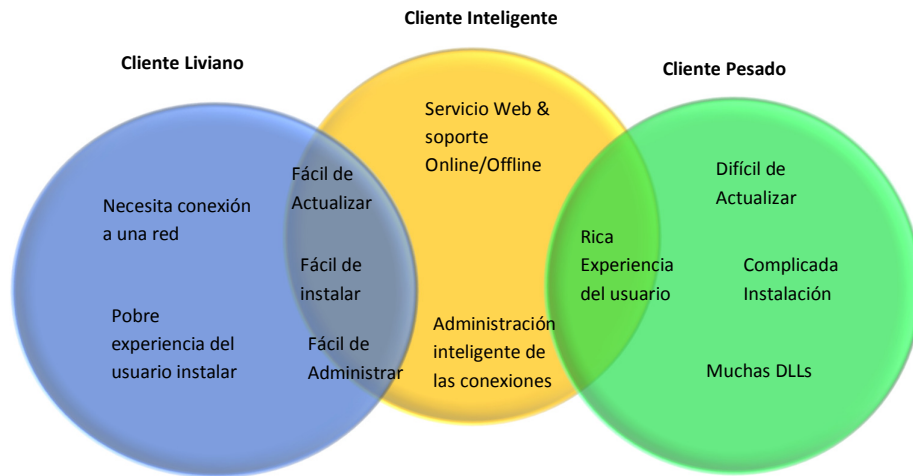 Cliente Inteligente
Cliente Liviano
Cliente Pesado
Servicio Web &
soporte
Online/Offline
Fácil de
Actualizar
Difícil de
Actualizar
Necesita conexión
a una red
Rica
Experiencia
del usuario
Fácil de
instalar
Complicada
Instalación
Pobre
experiencia del
usuario instalar
Fácil de
Administrar
Administración
inteligente de
las conexiones
Muchas DLLs